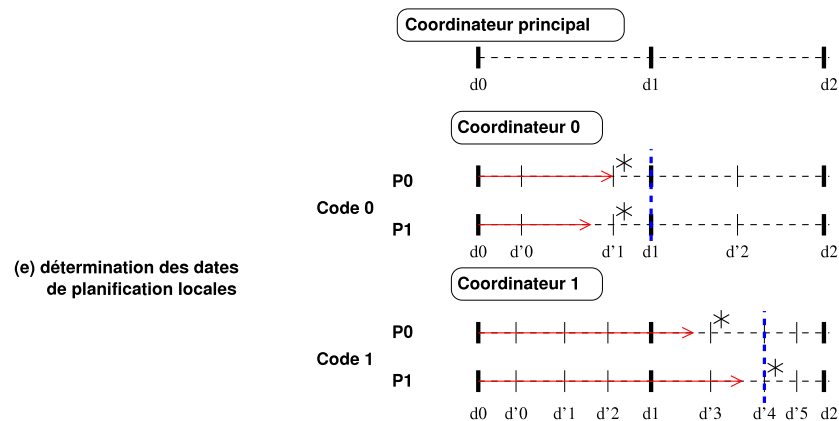 Coordinateur principal
d0 d1 d2
Coordinateur 0
P0
Code 0
P1
d0 d'0 d'1 d1 d'2 d2
(e) détermination des dates
de planification locales
Coordinateur 1
P0
Code 1
P1
d0 d'0 d'1 d'2 d1 d'3 d'4 d'5 d2